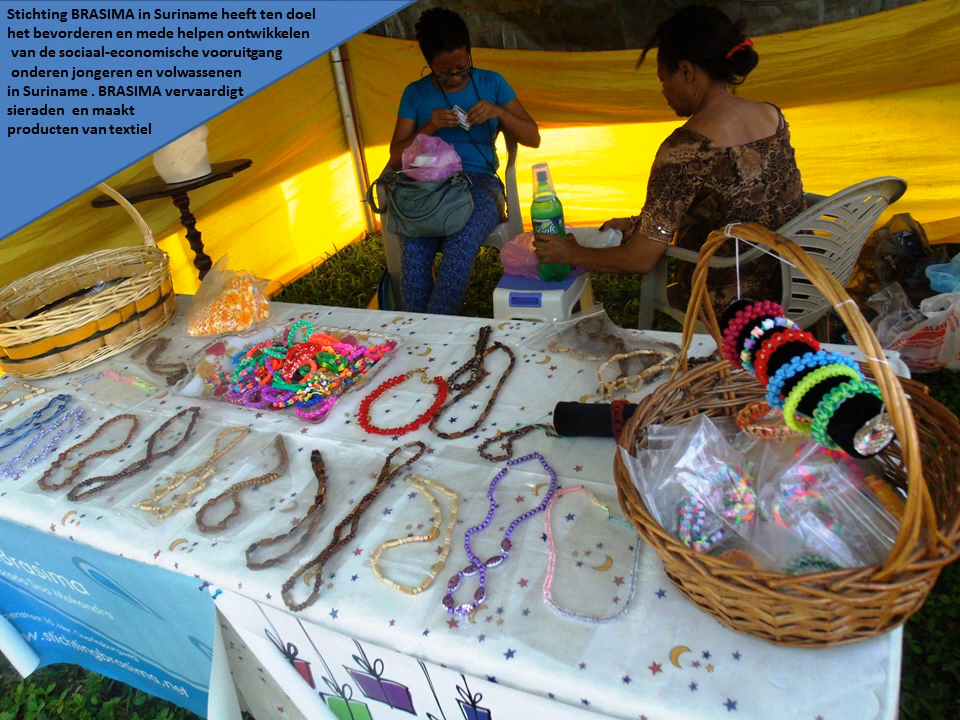 Stichting BRASIMA in Suriname heeft ten doel
het bevorderen en mede helpen ontwikkelen
van de sociaal-economische vooruitgang
onderen jongeren en volwassenen
in Suriname . BRASIMA vervaardigt
sieraden en maakt
producten van textiel
brasima
www.stichtingbrasima.net